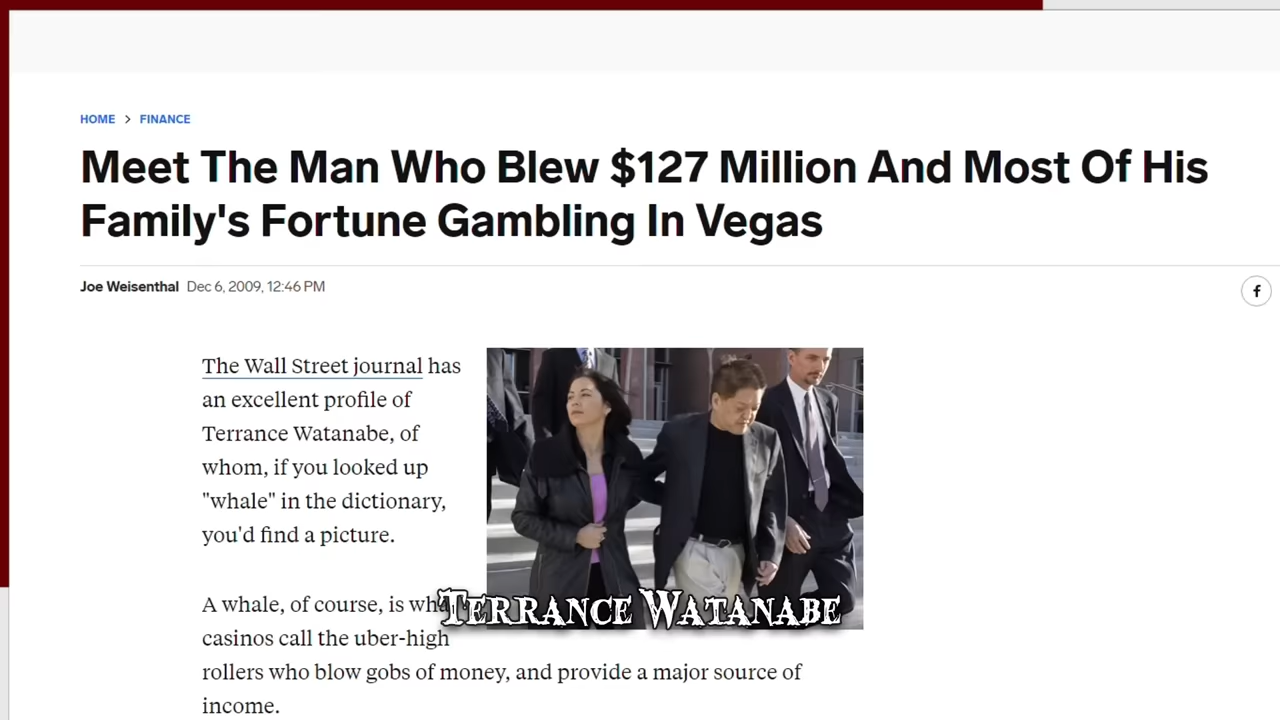 HOME > FINANCE
Meet The Man Who Blew $127 Million And Most Of His
Family's Fortune Gambling In Vegas
Joe Weisenthal Dec 6, 2009, 12:46 PM
f
The Wall Street journal has
an excellent profile of
Terrance Watanabe, of
whom, if you looked up
"whale" in the dictionary,
you'd find a picture.
A whale, of course, is
casinos call the uber-high
rollers who blow gobs of money, and provide a major source of
income.
TERRANCE WATANABE